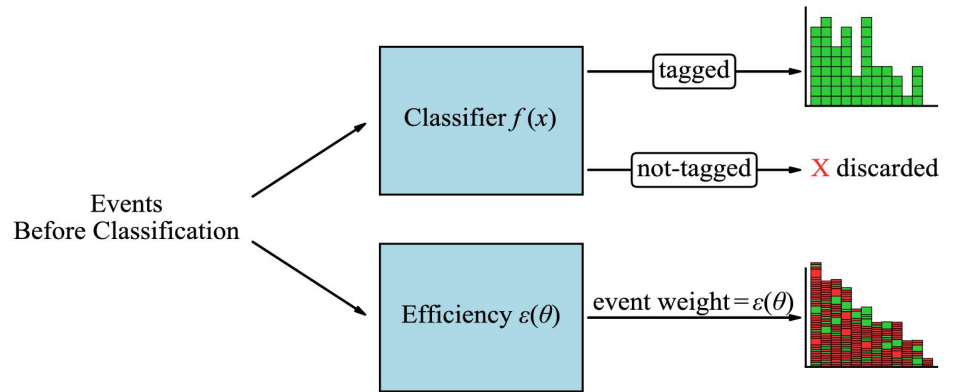 Events
Before Classification
Classifier f(x)
tagged
not-tagged
X discarded
Efficiency ε(θ)
event weight = ε(θ)